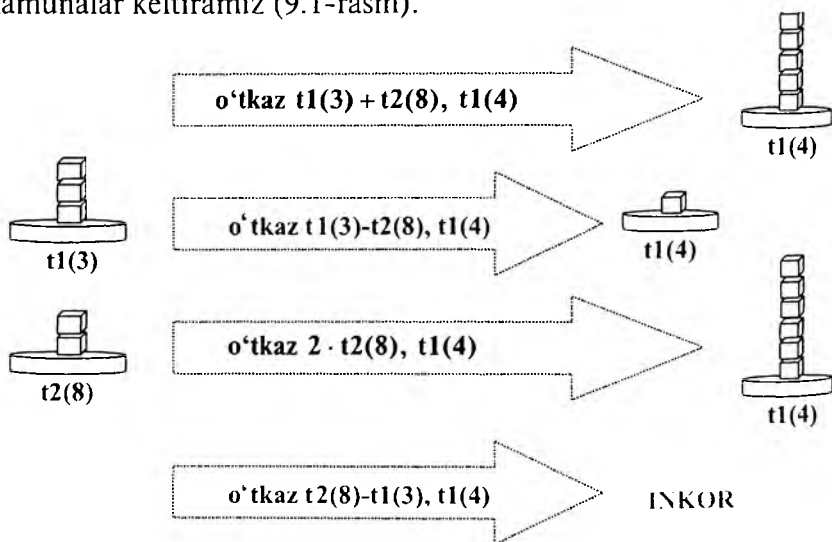 namunalar keltiramiz (9.1-rasm).
o‘tkaz t1(3) + t2(8), t1(4)
t1(4)
t1(3)
o‘tkaz t1(3)-t2(8), t1(4)
t1(4)
t2(8)
o‘tkaz 2 · t2(8), t1(4)
t1(4)
o‘tkaz t2(8)-t1(3), t1(4)
INKOR